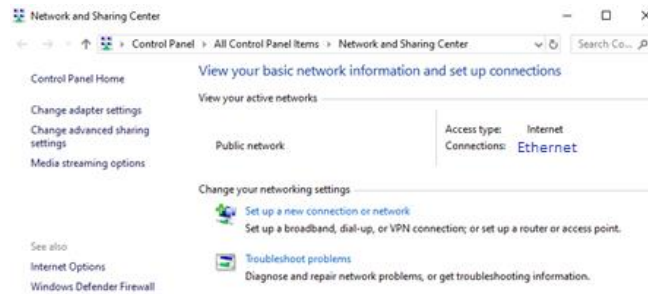 Network and Sharing Center
Control Panel > All Control Panel Items > Network and Sharing Center
Search Co...
Control Panel Home
Change adapter settings
Change advanced sharing
settings
Media streaming options
See also
Internet Options
Windows Defender Firewall
View your basic network information and set up connections
View your active networks
Public network
Access type: Internet
Connections: Ethernet
Change your networking settings
Set up a new connection or network
Set up a broadband, dial-up, or VPN connection; or set up a router or access point.
Troubleshoot problems
Diagnose and repair network problems, or get troubleshooting information.